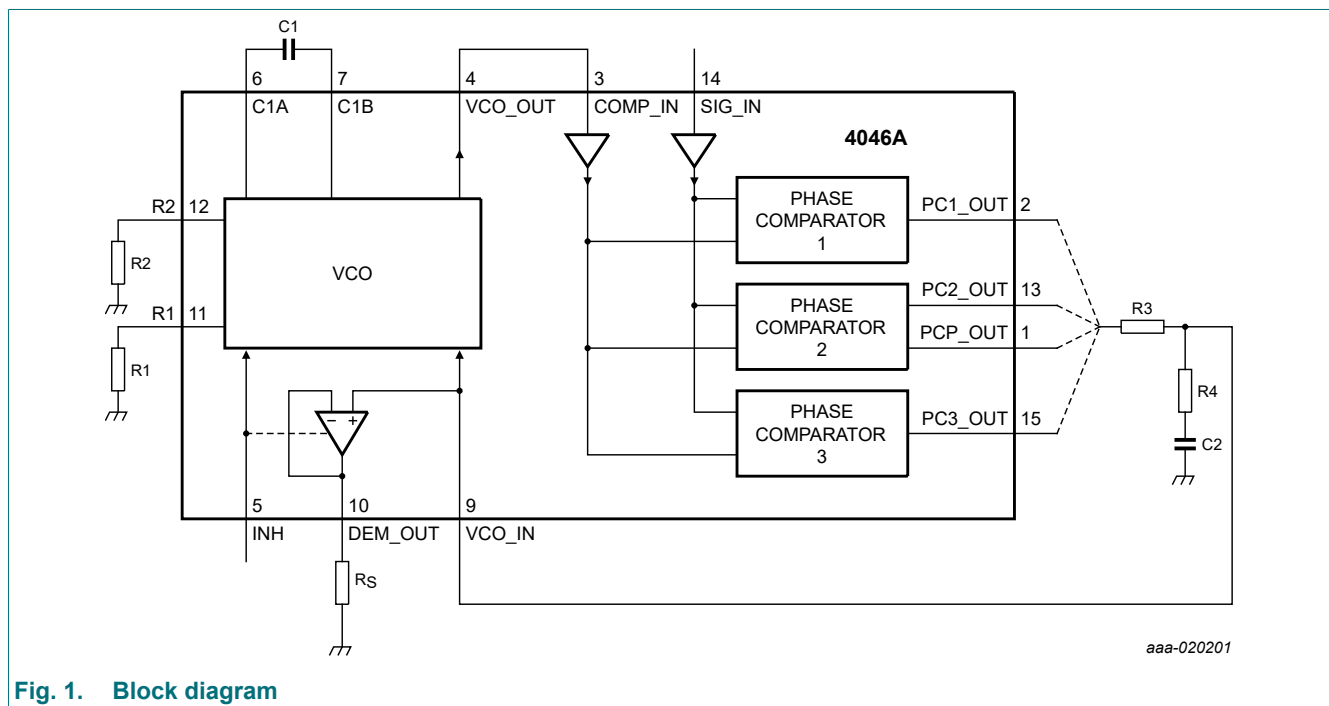 C1
6 7 4 3 14
C1A C1B VCO_OUT COMP_IN SIG_IN
4046A
PHASE
COMPARATOR
1
PC1_OUT 2
R2 12
R2
VCO
PHASE
COMPARATOR
2
PC2_OUT 13
PCP_OUT 1
R3
R1 11
R1
R4
C2
PHASE
COMPARATOR
3
PC3_OUT 15
− +
5 10 9
INH DEM_OUT VCO_IN
RS
aaa-020201
Fig. 1. Block diagram